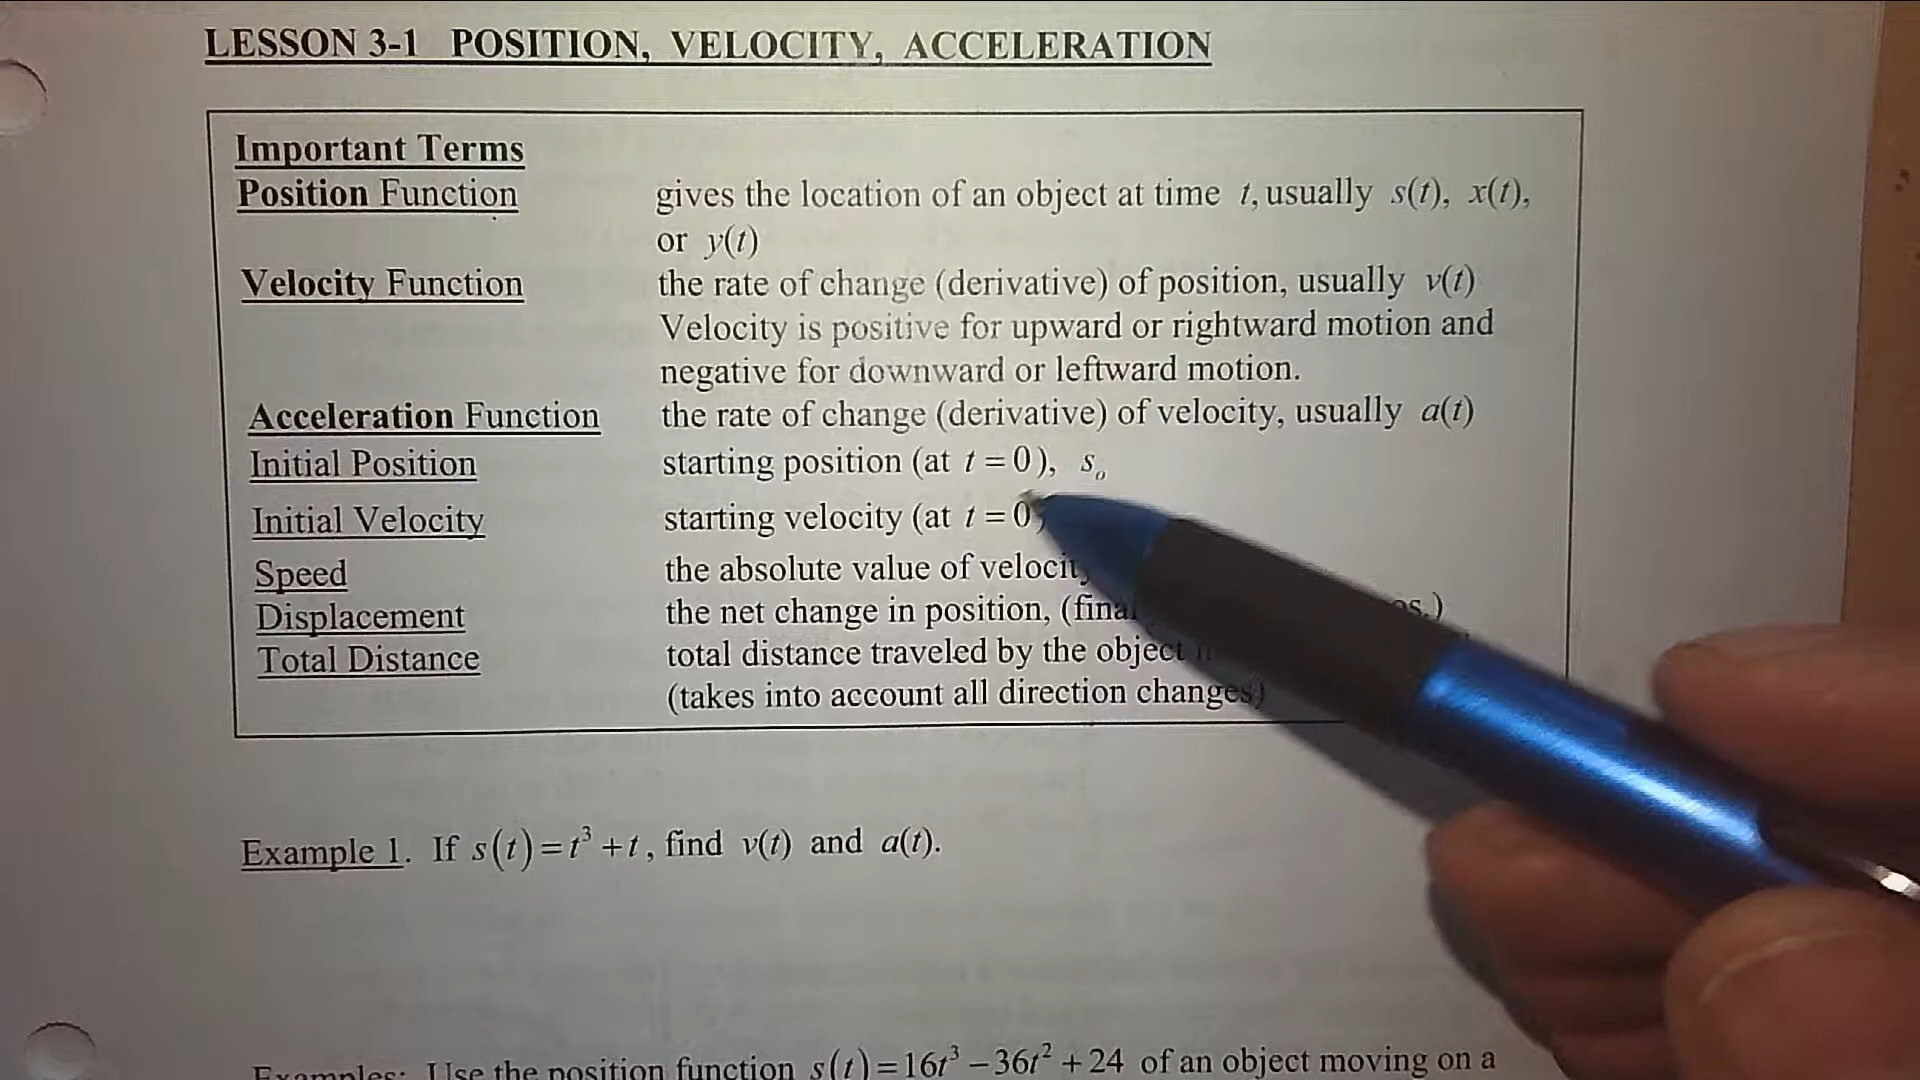 LESSON 3-1 POSITION, VELOCITY, ACCELERATION
Important Terms
Position Function gives the location of an object at time t, usually s(t), x(t),
or y(t)
Velocity Function the rate of change (derivative) of position, usually v(t)
Velocity is positive for upward or rightward motion and
negative for downward or leftward motion.
Acceleration Function the rate of change (derivative) of velocity, usually a(t)
Initial Position starting position (at t = 0), s₀
Initial Velocity starting velocity (at t = 0)
Speed the absolute value of velocity
Displacement the net change in position, (final
Total Distance total distance traveled by the object
(takes into account all direction changes)
Example 1. If s(t) = t³ + t, find v(t) and a(t).
Examples: Use the position function s(t) = 16t³ − 36t² + 24 of an object moving on a